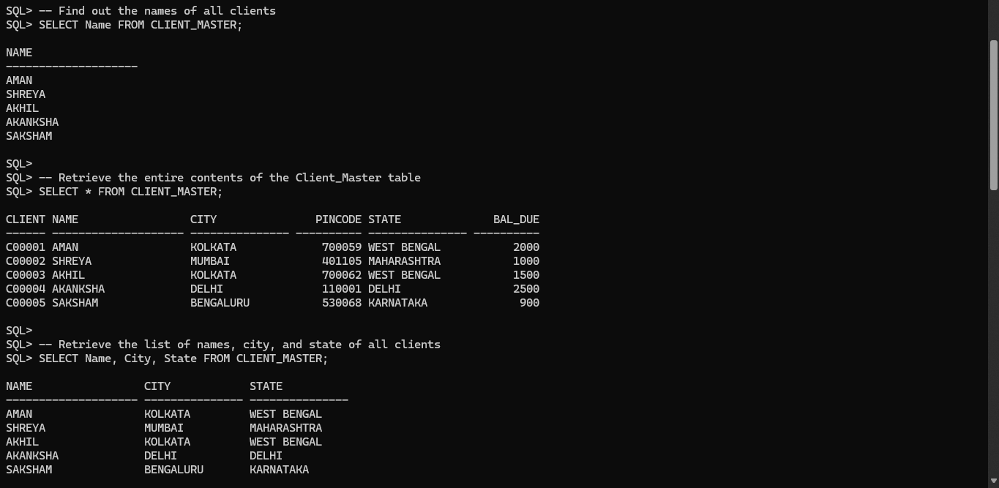 SQL> -- Find out the names of all clients
SQL> SELECT Name FROM CLIENT_MASTER;

NAME
--------------------
AMAN
SHREYA
AKHIL
AKANKSHA
SAKSHAM

SQL>
SQL> -- Retrieve the entire contents of the Client_Master table
SQL> SELECT * FROM CLIENT_MASTER;

CLIENT NAME                 CITY               PINCODE STATE              BAL_DUE
------ -------------------- --------------- ---------- --------------- ----------
C00001 AMAN                 KOLKATA             700059 WEST BENGAL           2000
C00002 SHREYA               MUMBAI              401105 MAHARASHTRA           1000
C00003 AKHIL                KOLKATA             700062 WEST BENGAL           1500
C00004 AKANKSHA             DELHI               110001 DELHI                 2500
C00005 SAKSHAM              BENGALURU           530068 KARNATAKA              900

SQL>
SQL> -- Retrieve the list of names, city, and state of all clients
SQL> SELECT Name, City, State FROM CLIENT_MASTER;

NAME                 CITY            STATE
-------------------- --------------- ---------------
AMAN                 KOLKATA         WEST BENGAL
SHREYA               MUMBAI          MAHARASHTRA
AKHIL                KOLKATA         WEST BENGAL
AKANKSHA             DELHI           DELHI
SAKSHAM              BENGALURU       KARNATAKA